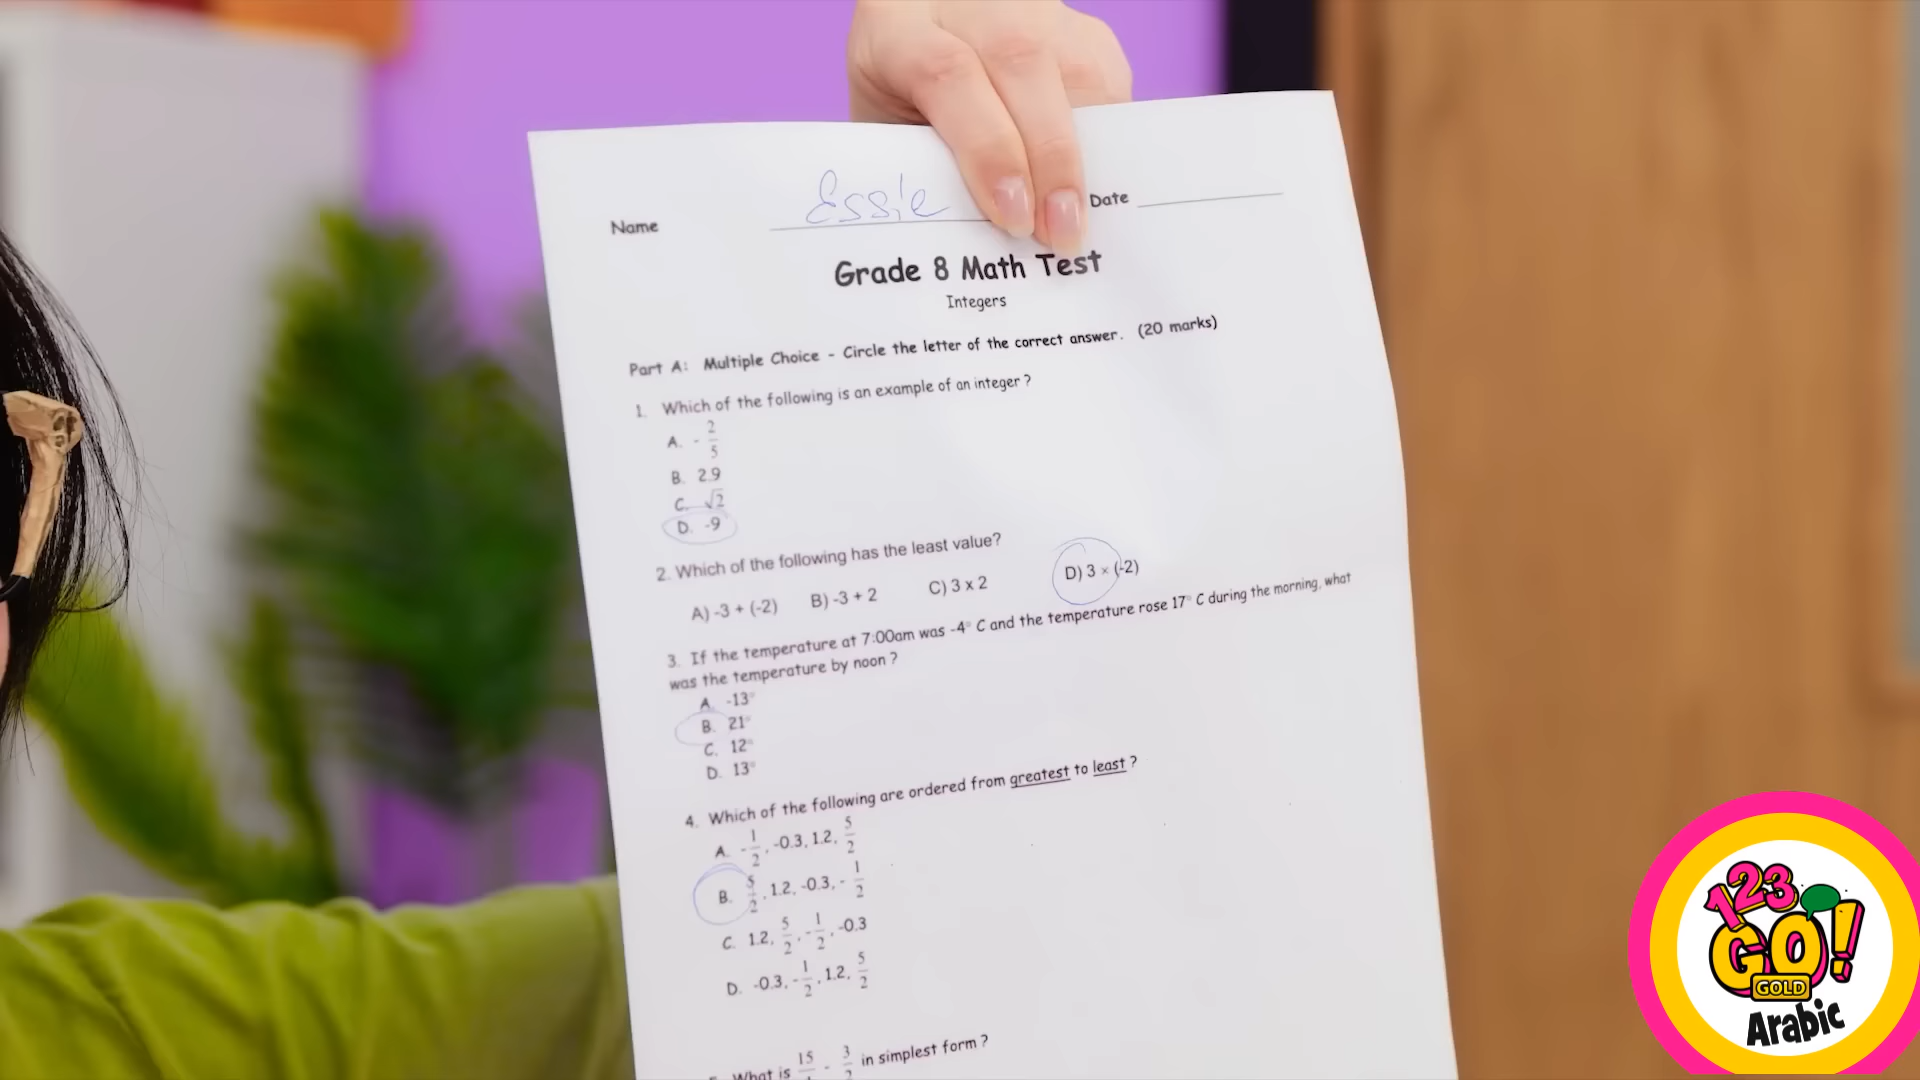 Name Essie Date
Grade 8 Math Test
Integers
Part A: Multiple Choice - Circle the letter of the correct answer. (20 marks)
1. Which of the following is an example of an integer ?
A. - 2/5
B. 2.9
C. √2
D. -9
2. Which of the following has the least value?
A) -3 + (-2) B) -3 + 2 C) 3 x 2 D) 3 × (-2)
3. If the temperature at 7:00am was -4° C and the temperature rose 17° C during the morning, what
was the temperature by noon ?
A. -13°
B. 21°
C. 12°
D. 13°
4. Which of the following are ordered from greatest to least ?
A. -1/2, -0.3, 1.2, 5/2
B. 5/2, 1.2, -0.3, -1/2
C. 1.2, 5/2, -1/2, -0.3
D. -0.3, -1/2, 1.2, 5/2
What is 15 - 3/2 in simplest form ?
123
GO!
GOLD
Arabic